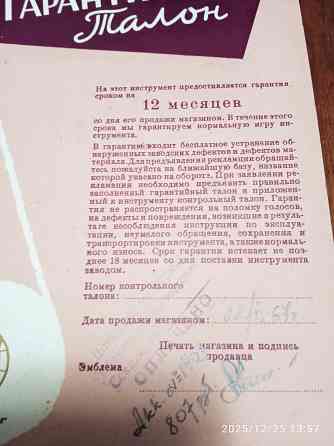 ГАРАНТИ
Талон
На этот инструмент предоставляется гарантия
сроком на
12 месяцев
со дня его продажи магазином. В течение этого
срока мы гарантируем нормальную игру ин-
струмента.
В гарантию входит бесплатное устранение об-
наруженных заводских дефектов и дефектов ма-
териала. Для предъявления рекламации обращай-
тесь пожалуйста на ближайшую базу, название
которой указано на обороте. При заявлении ре-
кламации необходимо предъявить правильно
заполненный гарантийный талон и приложен-
ный к инструменту контрольный талон. Гаран-
тия не распространяется на поломку голосов,
на дефекты и повреждения, возникшие в резуль-
тате несоблюдения инструкции по эксплуа-
тации, неумелого обращения, сохранения и
транспортировки инструмента, а также нормаль-
ного износа. Срок гарантии истекает не поз-
днее 18 месяцев со дня поставки инструмента
заводом.
Номер контрольного
талона:
Дата продажи магазином:
Печать магазина и подпись
продавца
Эмблема
807
2025/12/25 13:57